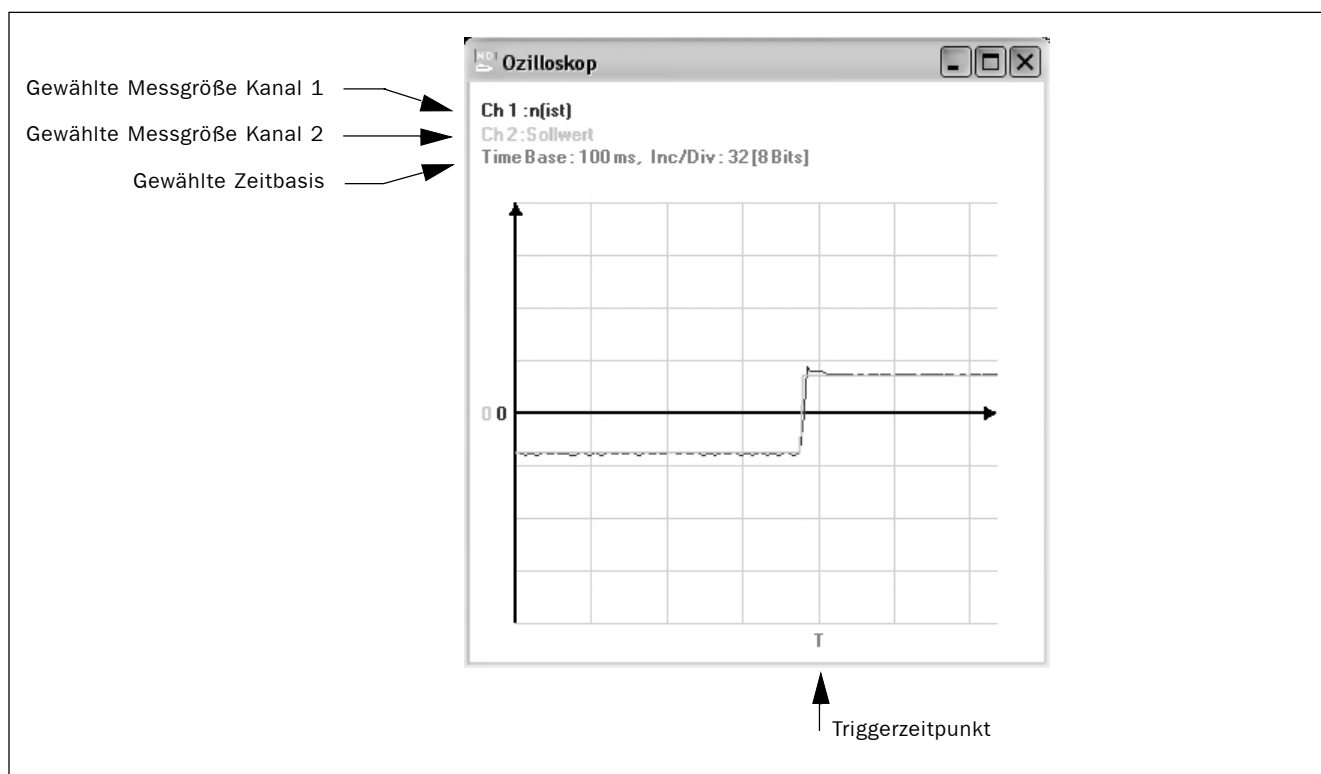 Ozilloskop
Gewählte Messgröße Kanal 1
Ch 1 :n(ist)
Gewählte Messgröße Kanal 2
Ch 2 :Sollwert
Time Base : 100 ms, Inc/Div : 32 [8 Bits]
Gewählte Zeitbasis
0 0
T
Triggerzeitpunkt